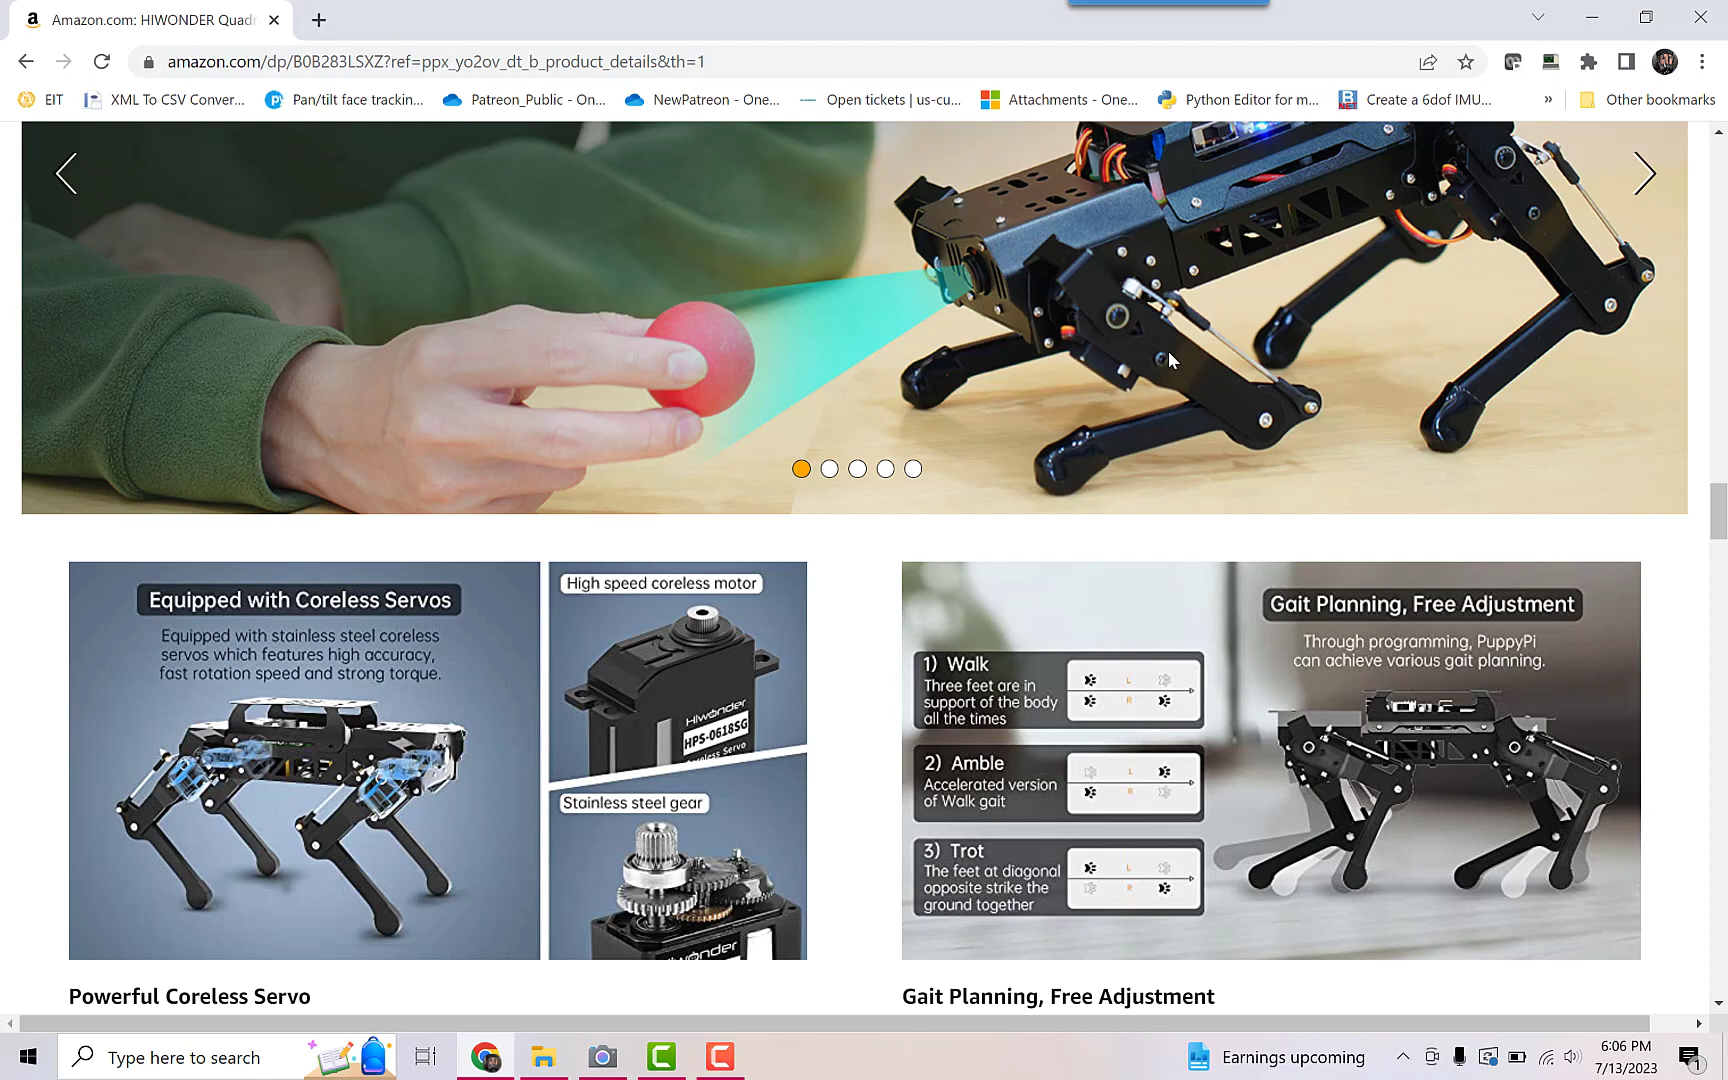 Amazon.com: HIWONDER Quadr
amazon.com/dp/B0B283LSXZ?ref=ppx_yo2ov_dt_b_product_details&th=1
EIT
XML To CSV Conver...
Pan/tilt face trackin...
Patreon_Public - On...
NewPatreon - One...
Open tickets | us-cu...
Attachments - One...
Python Editor for m...
Create a 6dof IMU...
»
Other bookmarks
Equipped with Coreless Servos
Equipped with stainless steel coreless
servos which features high accuracy,
fast rotation speed and strong torque.
High speed coreless motor
Hiwonder
HPS-0618SG
Coreless Servo
Stainless steel gear
Hiwonder
Gait Planning, Free Adjustment
Through programming, PuppyPi
can achieve various gait planning.
1) Walk
Three feet are in
support of the body
all the times
L
R
2) Amble
Accelerated version
of Walk gait
L
R
3) Trot
The feet at diagonal
opposite strike the
ground together
L
R
Powerful Coreless Servo
Gait Planning, Free Adjustment
Type here to search
Earnings upcoming
6:06 PM
7/13/2023
1